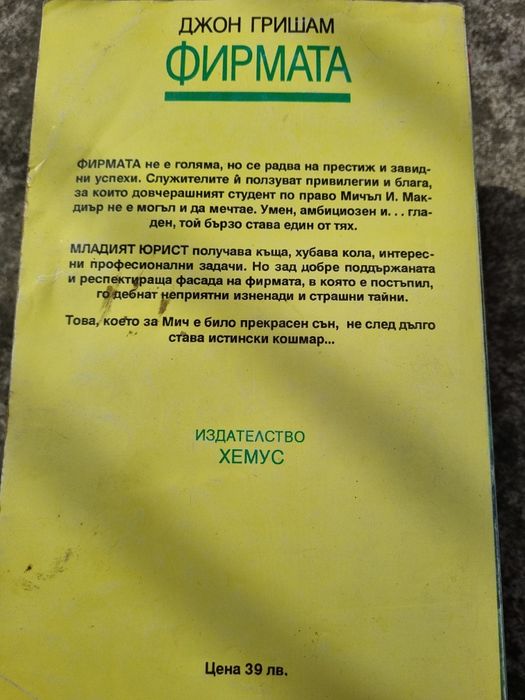 ДЖОН ГРИШАМ
ФИРМАТА
ФИРМАТА не е голяма, но се радва на престиж и завид-
ни успехи. Служителите ѝ ползуват привилегии и блага,
за които довчерашният студент по право Мичъл И. Мак-
диър не е могъл и да мечтае. Умен, амбициозен и... гла-
ден, той бързо става един от тях.
МЛАДИЯТ ЮРИСТ получава къща, хубава кола, интерес-
ни професионални задачи. Но зад добре поддържаната
и респектираща фасада на фирмата, в която е постъпил,
го дебнат неприятни изненади и страшни тайни.
Това, което за Мич е било прекрасен сън, не след дълго
става истински кошмар...
ИЗДАТЕЛСТВО
ХЕМУС
Цена 39 лв.